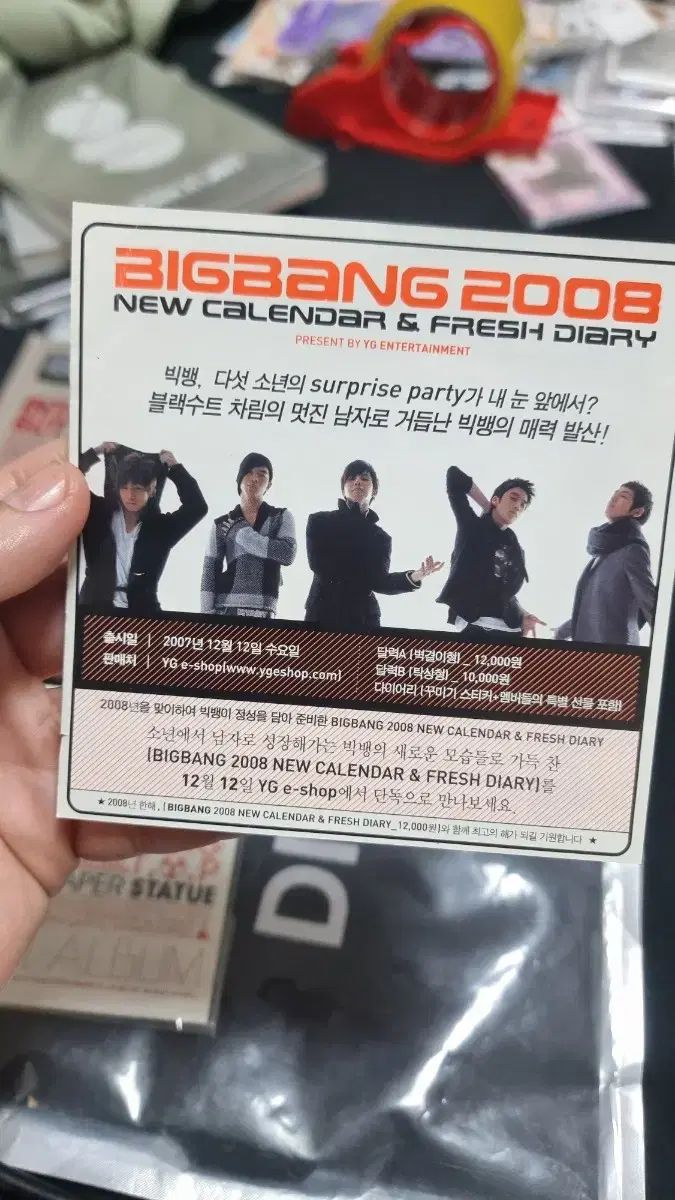 BIGBANG 2008
NEW CALENDAR & FRESH DIARY
PRESENT BY YG ENTERTAINMENT
빅뱅, 다섯 소년의 surprise party가 내 눈 앞에서?
블랙수트 차림의 멋진 남자로 거듭난 빅뱅의 매력 발산!
출시일 | 2007년 12월 12일 수요일
판매처 | YG e-shop(www.ygeshop.com)
달력A (벽걸이형) _ 12,000원
달력B (탁상형) _ 10,000원
다이어리 (꾸미기 스티커+멤버들의 특별 선물 포함)
2008년을 맞이하여 빅뱅이 정성을 담아 준비한 BIGBANG 2008 NEW CALENDAR & FRESH DIARY
소년에서 남자로 성장해가는 빅뱅의 새로운 모습들로 가득 찬
(BIGBANG 2008 NEW CALENDAR & FRESH DIARY)를
12월 12일 YG e-shop에서 단독으로 만나보세요.
★ 2008년 한해, (BIGBANG 2008 NEW CALENDAR & FRESH DIARY_12,000원)와 함께 최고의 해가 되길 기원합니다 ★
APER STATUE
ALBUM